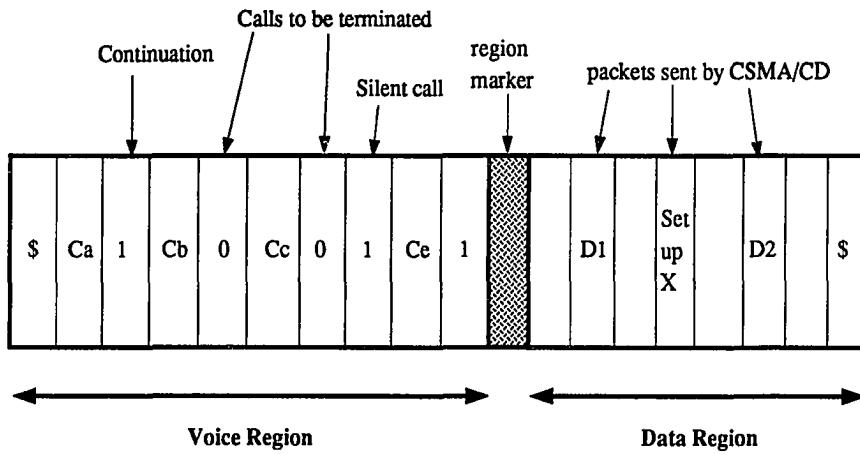 Calls to be terminated
Continuation
region
marker
packets sent by CSMA/CD
Silent call
$ Ca 1 Cb 0 Cc 0 1 Ce 1 D1 Set D2 $
up
X
Voice Region
Data Region